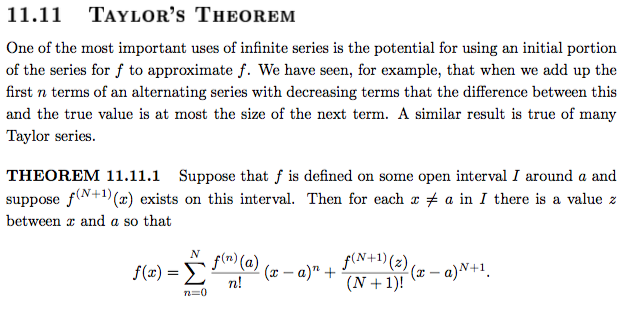 11.11 TAYLOR'S THEOREM
One of the most important uses of infinite series is the potential for using an initial portion
of the series for f to approximate f. We have seen, for example, that when we add up the
first n terms of an alternating series with decreasing terms that the difference between this
and the true value is at most the size of the next term. A similar result is true of many
Taylor series.
THEOREM 11.11.1 Suppose that f is defined on some open interval I around a and
suppose f^(N+1)(x) exists on this interval. Then for each x ≠ a in I there is a value z
between x and a so that
f(x) = ∑_{n=0}^{N} f^(n)(a)/n! (x − a)^n + f^(N+1)(z)/(N + 1)! (x − a)^{N+1}.